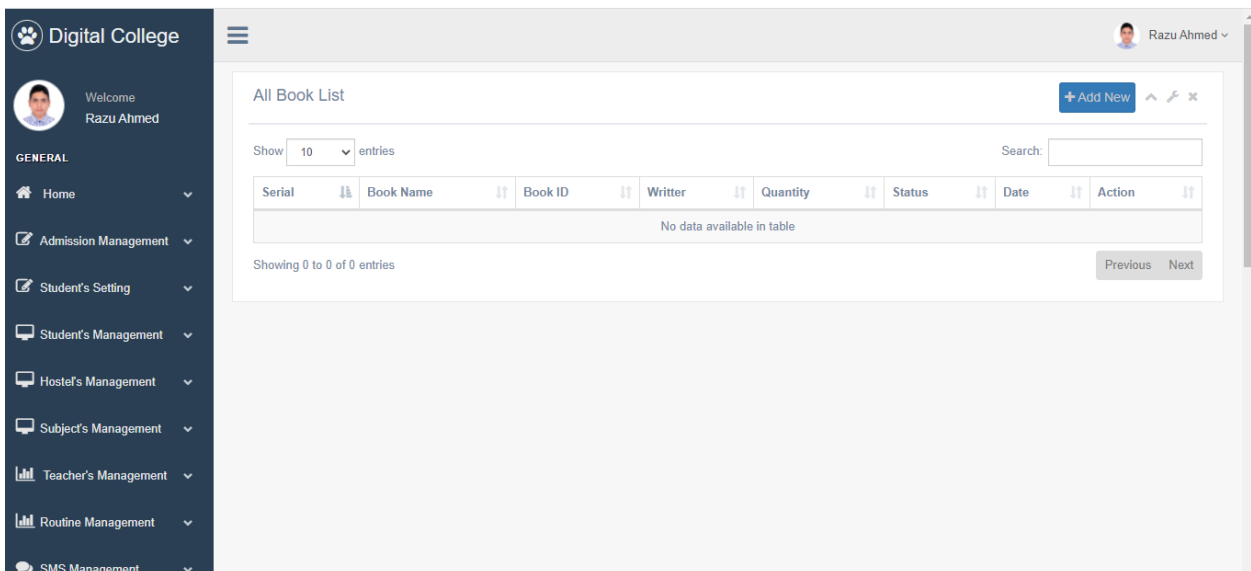 Digital College
Razu Ahmed
Welcome
Razu Ahmed
GENERAL
Home
Admission Management
Student's Setting
Student's Management
Hostel's Management
Subject's Management
Teacher's Management
Routine Management
SMS Management
All Book List
+ Add New
Show 10 entries
Search:
Serial Book Name Book ID Writter Quantity Status Date Action
No data available in table
Showing 0 to 0 of 0 entries
Previous Next